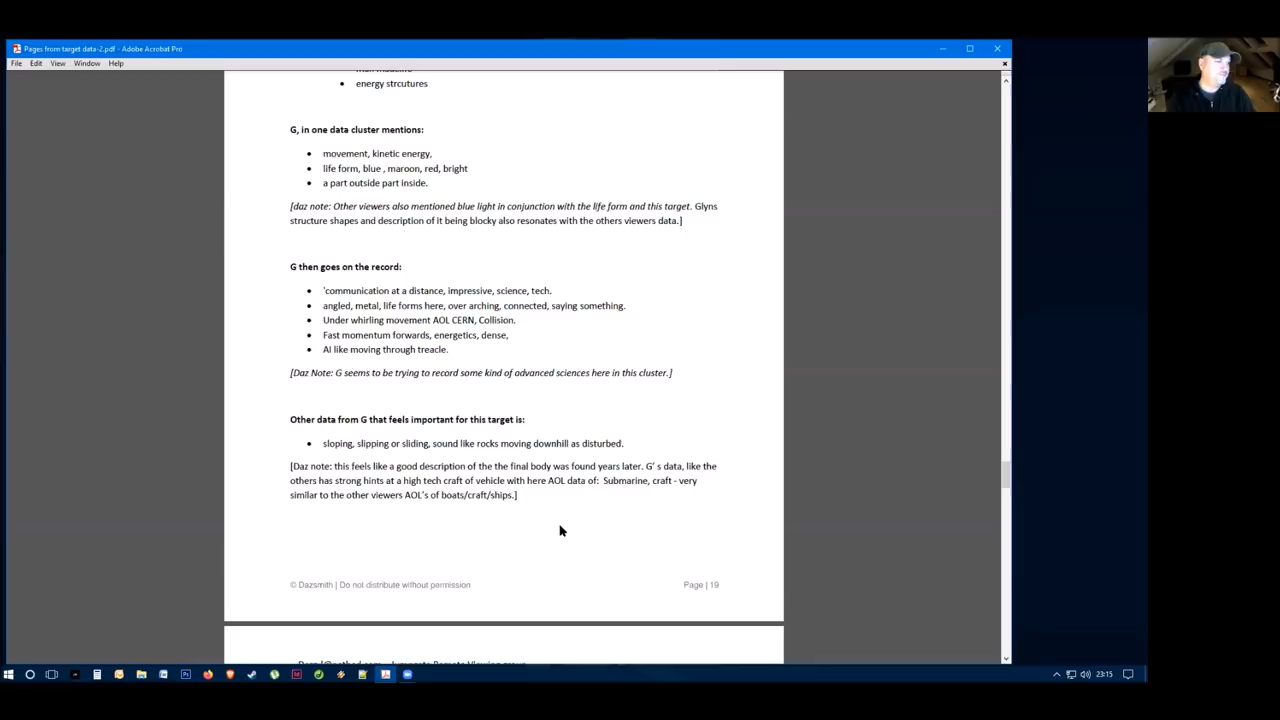 Pages from target data-2.pdf - Adobe Acrobat Pro
File Edit View Window Help
• energy strcutures
G, in one data cluster mentions:
• movement, kinetic energy,
• life form, blue , maroon, red, bright
• a part outside part inside.
[daz note: Other viewers also mentioned blue light in conjunction with the life form and this target. Glyns
structure shapes and description of it being blocky also resonates with the others viewers data.]
G then goes on the record:
• 'communication at a distance, impressive, science, tech.
• angled, metal, life forms here, over arching, connected, saying something.
• Under whirling movement AOL CERN, Collision.
• Fast momentum forwards, energetics, dense,
• AI like moving through treacle.
[Daz Note: G seems to be trying to record some kind of advanced sciences here in this cluster.]
Other data from G that feels important for this target is:
• sloping, slipping or sliding, sound like rocks moving downhill as disturbed.
[Daz note: this feels like a good description of the the final body was found years later. G' s data, like the
others has strong hints at a high tech craft of vehicle with here AOL data of: Submarine, craft - very
similar to the other viewers AOL's of boats/craft/ships.]
© Dazsmith | Do not distribute without permission Page | 19
23:15